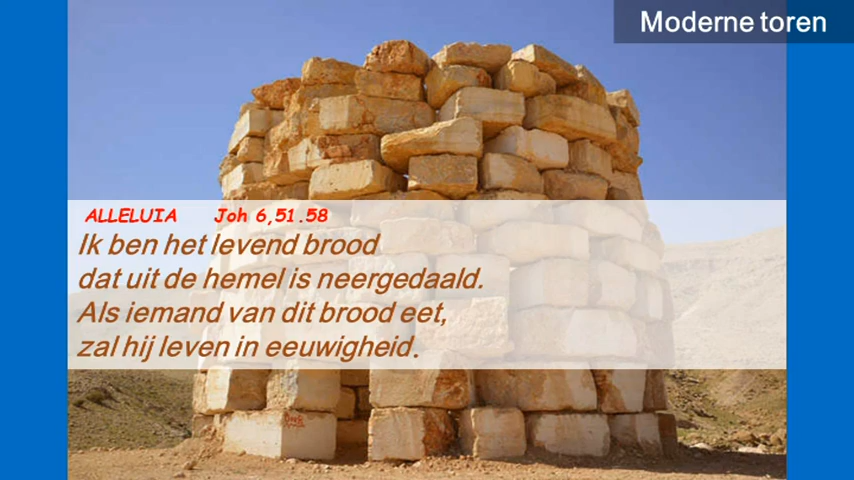 Moderne toren
ALLELUIA Joh 6,51.58
Ik ben het levend brood
dat uit de hemel is neergedaald.
Als iemand van dit brood eet,
zal hij leven in eeuwigheid.